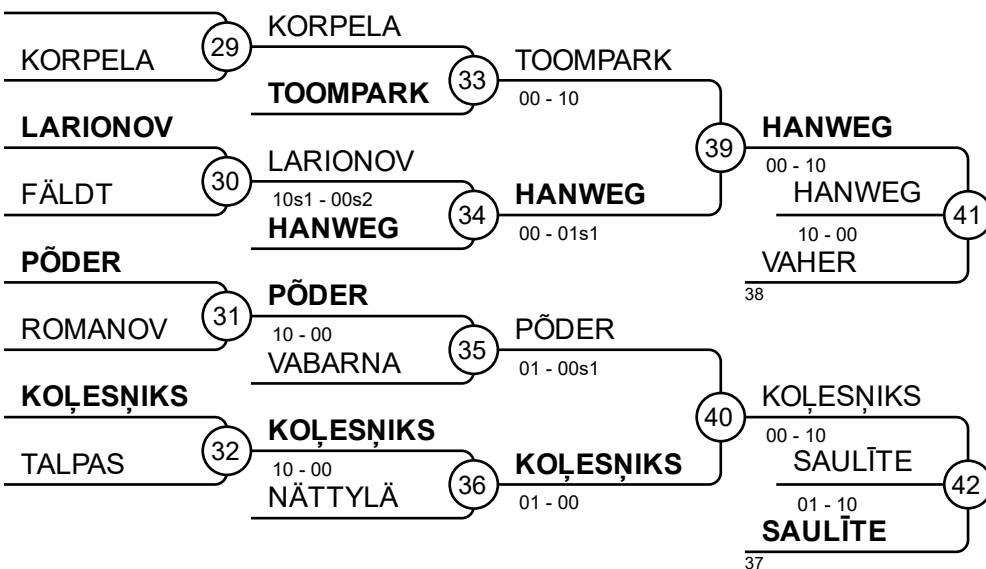 KORPELA
29
KORPELA
TOOMPARK
33
TOOMPARK
00 - 10
LARIONOV
FÄLDT
30
LARIONOV
10s1 - 00s2
HANWEG
34
HANWEG
00 - 01s1
39
HANWEG
00 - 10
HANWEG
10 - 00
VAHER
38
41
PÕDER
ROMANOV
31
PÕDER
10 - 00
VABARNA
35
PÕDER
01 - 00s1
KOĻESŅIKS
TALPAS
32
KOĻESŅIKS
10 - 00
NÄTTYLÄ
36
KOĻESŅIKS
01 - 00
40
KOĻESŅIKS
00 - 10
SAULĪTE
01 - 10
SAULĪTE
37
42